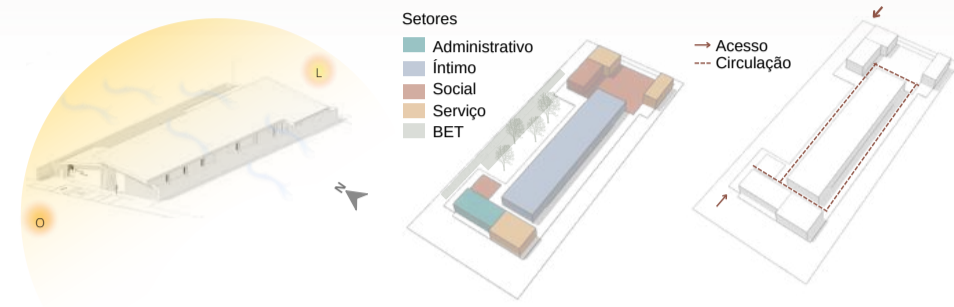 L
O
N
Setores
Administrativo
Íntimo
Social
Serviço
BET
Acesso
Circulação